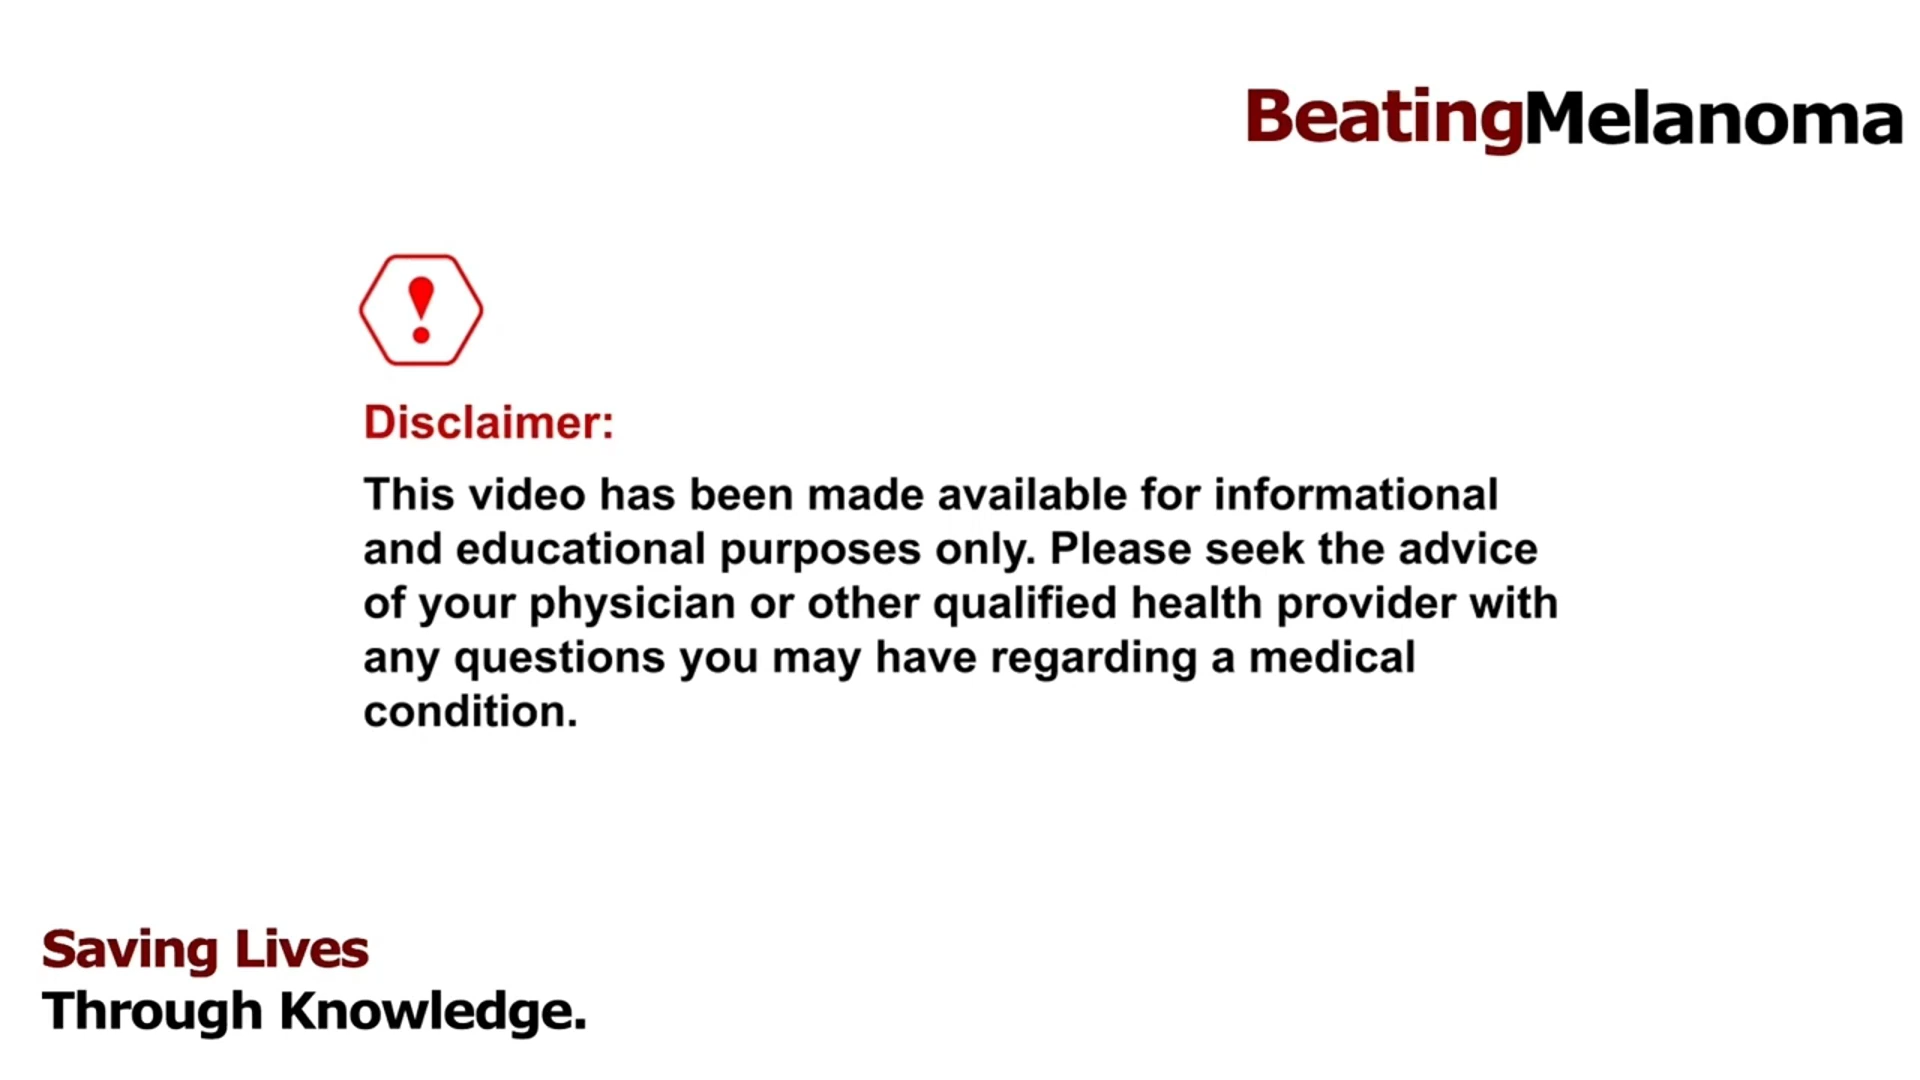 BeatingMelanoma
Disclaimer:
This video has been made available for informational
and educational purposes only. Please seek the advice
of your physician or other qualified health provider with
any questions you may have regarding a medical
condition.
Saving Lives
Through Knowledge.